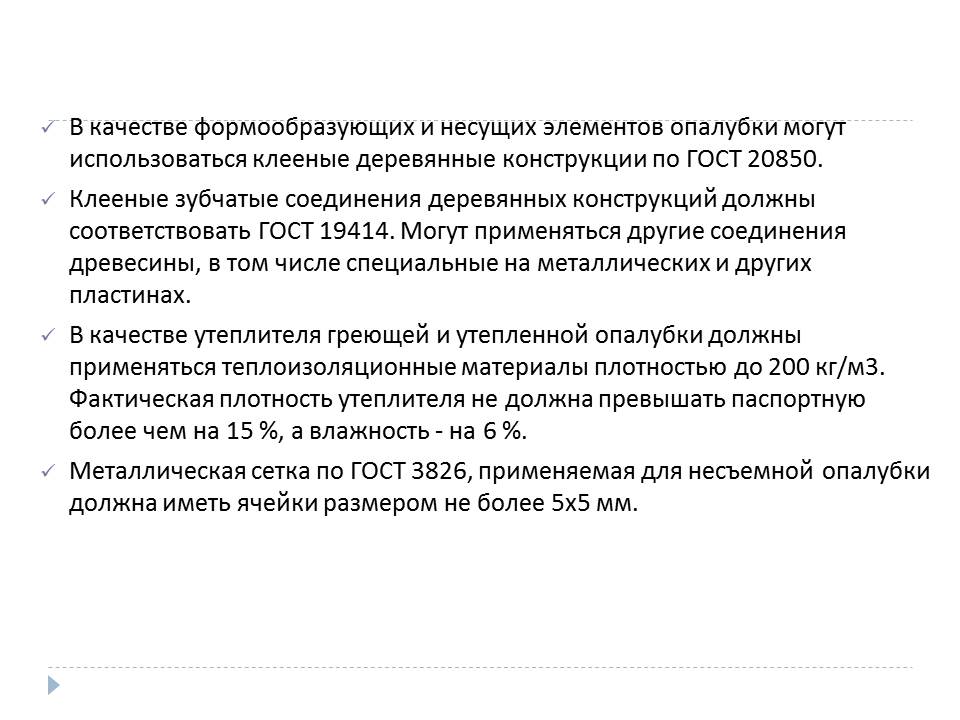 В качестве формообразующих и несущих элементов опалубки могут
использоваться клееные деревянные конструкции по ГОСТ 20850.
Клееные зубчатые соединения деревянных конструкций должны
соответствовать ГОСТ 19414. Могут применяться другие соединения
древесины, в том числе специальные на металлических и других
пластинах.
В качестве утеплителя греющей и утепленной опалубки должны
применяться теплоизоляционные материалы плотностью до 200 кг/м3.
Фактическая плотность утеплителя не должна превышать паспортную
более чем на 15 %, а влажность - на 6 %.
Металлическая сетка по ГОСТ 3826, применяемая для несъемной опалубки
должна иметь ячейки размером не более 5х5 мм.